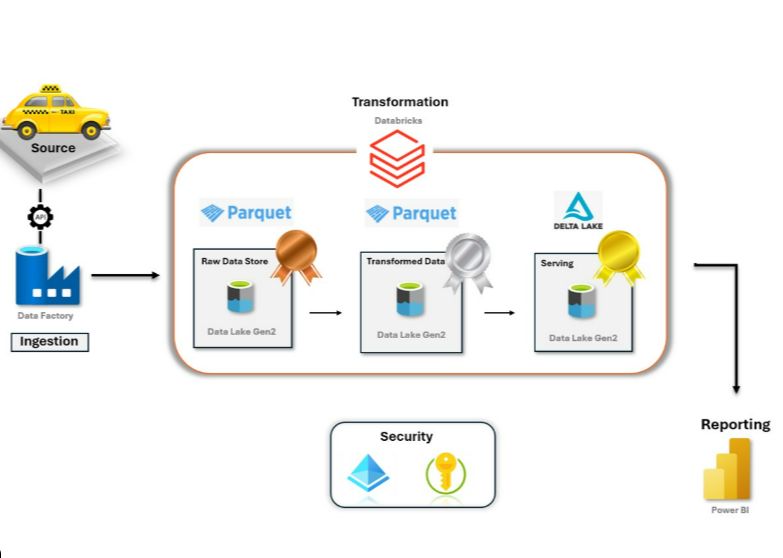 Transformation
Databricks
TAXI
Source
API
Parquet
Parquet
DELTA LAKE
Raw Data Store
Transformed Data
Serving
Data Lake Gen2
Data Lake Gen2
Data Lake Gen2
Data Factory
Ingestion
Security
Reporting
Power BI